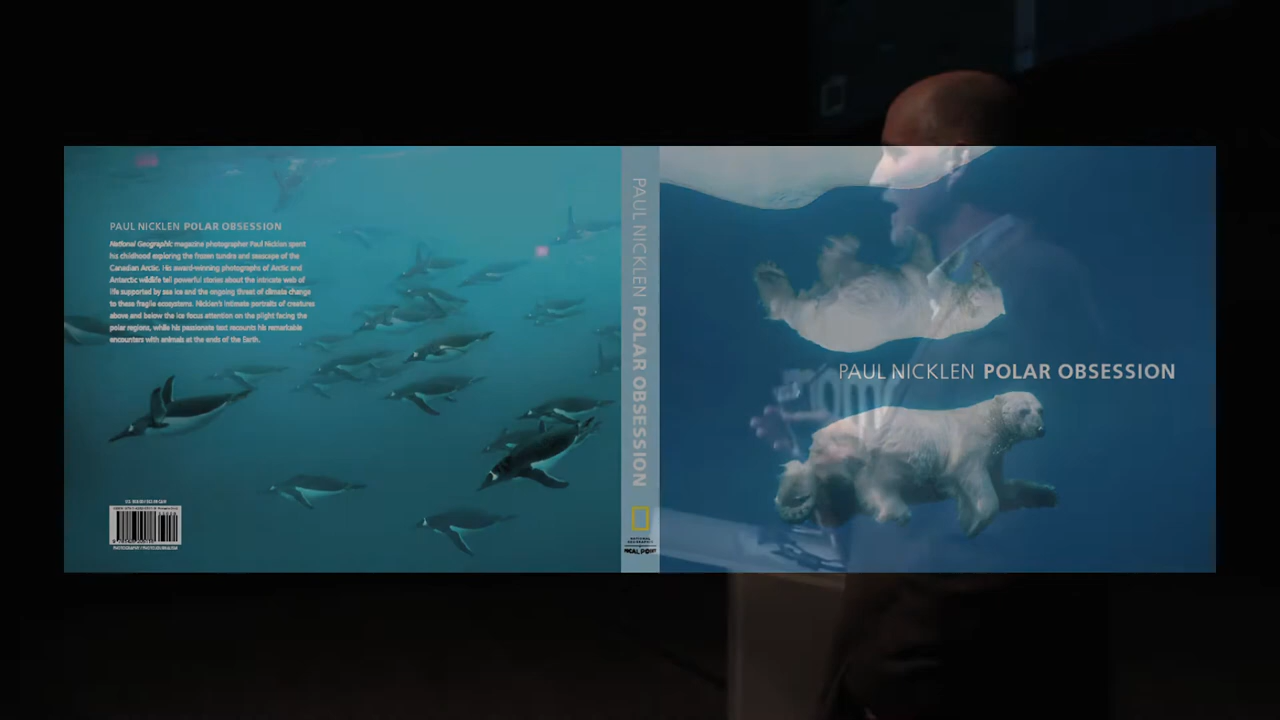 PAUL NICKLEN POLAR OBSESSION
National Geographic magazine photographer Paul Nicklen spent
his childhood exploring the frozen tundra and seascape of the
Canadian Arctic. His award-winning photographs of Arctic and
Antarctic wildlife tell powerful stories about the intricate web of
life supported by sea ice and the ongoing threat of climate change
to these fragile ecosystems. Nicklen's intimate portraits of creatures
above and below the ice focus attention on the plight facing the
polar regions, while his passionate text recounts his remarkable
encounters with animals at the ends of the Earth.
PHOTOGRAPHY / PHOTOJOURNALISM
PAUL NICKLEN POLAR OBSESSION
NATIONAL
GEOGRAPHIC
FOCAL POINT
PAUL NICKLEN POLAR OBSESSION